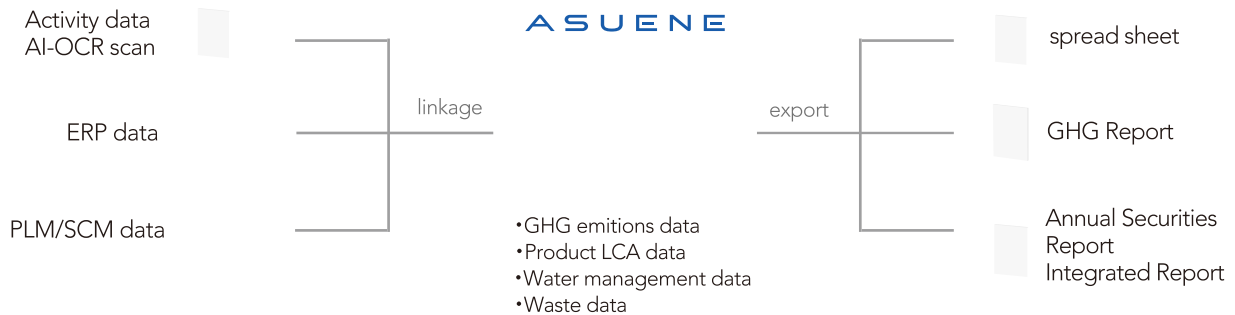 Activity data
AI-OCR scan
ERP data
PLM/SCM data
linkage
ASUENE
・GHG emitions data
・Product LCA data
・Water management data
・Waste data
export
spread sheet
GHG Report
Annual Securities
Report
Integrated Report